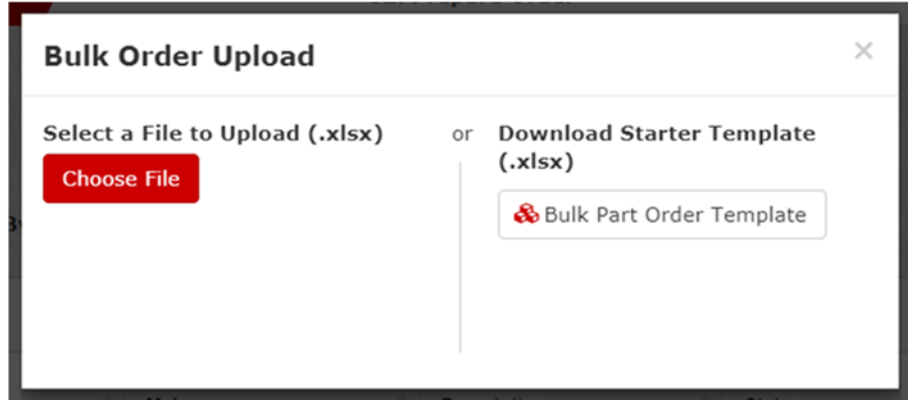 Bulk Order Upload
×
Select a File to Upload (.xlsx)
or
Download Starter Template
(.xlsx)
Choose File
Bulk Part Order Template